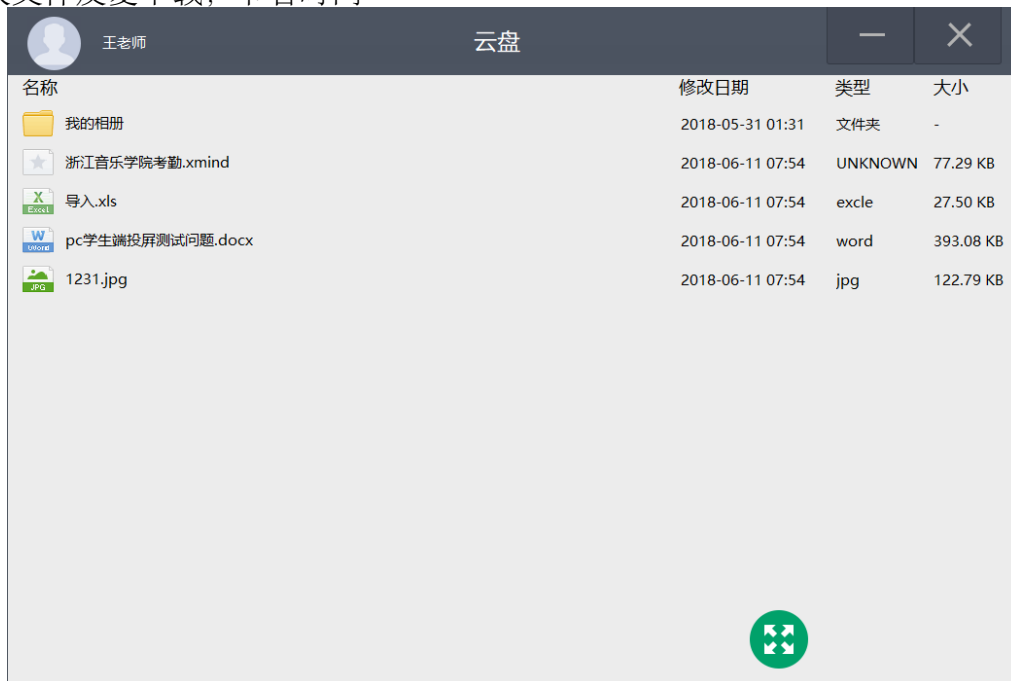 王老师 云盘
名称 修改日期 类型 大小
我的相册 2018-05-31 01:31 文件夹 -
浙江音乐学院考勤.xmind 2018-06-11 07:54 UNKNOWN 77.29 KB
导入.xls 2018-06-11 07:54 excle 27.50 KB
pc学生端投屏测试问题.docx 2018-06-11 07:54 word 393.08 KB
1231.jpg 2018-06-11 07:54 jpg 122.79 KB